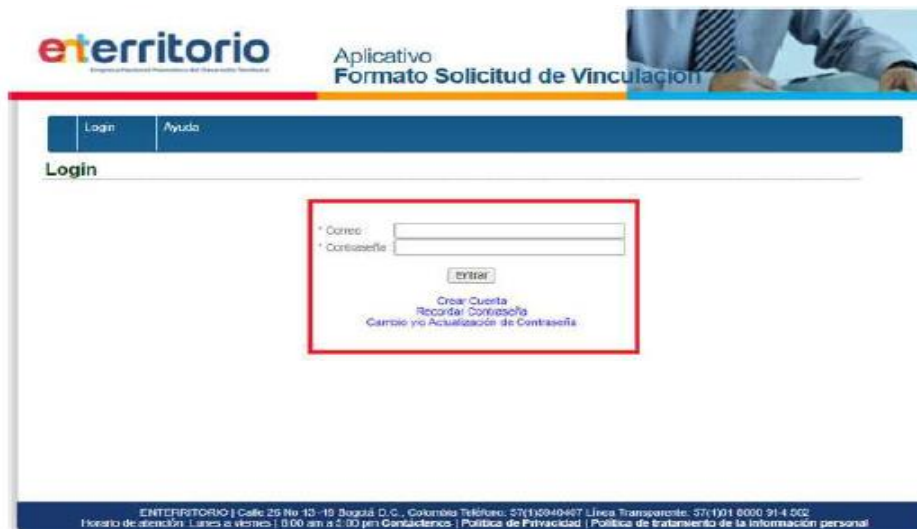 enterritorio
Aplicativo
Formato Solicitud de Vinculación
Login Ayuda
Login
* Correo
* Contraseña
Entrar
Crear Cuenta
Recordar Contraseña
Cambio y/o Actualización de Contraseña
ENTERRITORIO | Calle 26 No 13-19 Bogotá D.C., Colombia Teléfono: 57(1)5940407 Línea Transparente: 57(1)01 8000 914 502
Horario de atención: Lunes a viernes | 8:00 am a 5:00 pm Contáctenos | Política de Privacidad | Política de tratamiento de la información personal